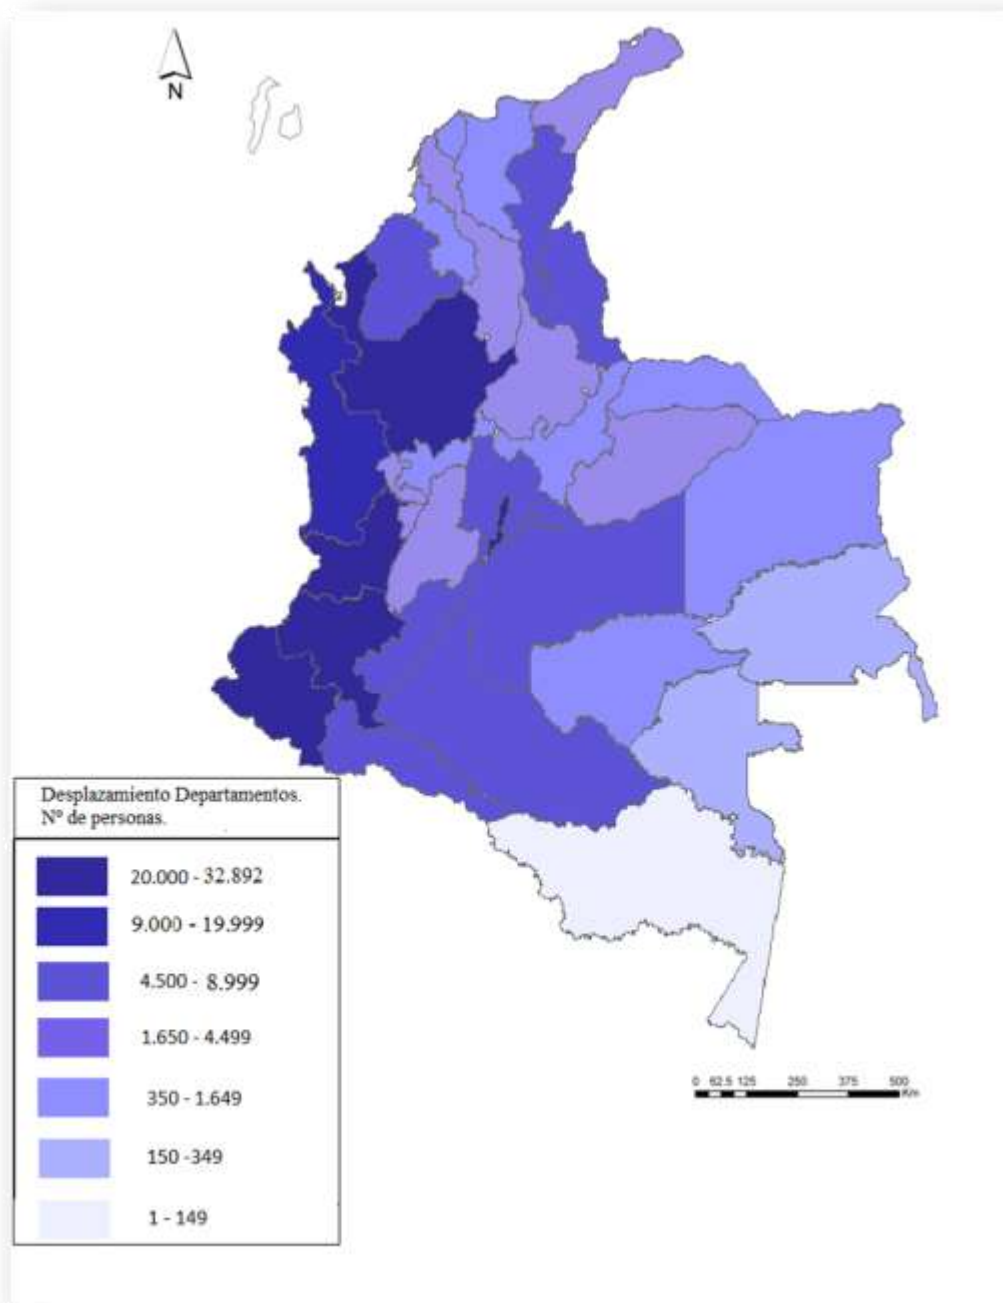 N
Desplazamiento Departamentos.
Nº de personas.
20.000 - 32.892
9.000 - 19.999
4.500 - 8.999
1.650 - 4.499
350 - 1.649
150 -349
1 - 149
0 62.5 125 250 375 500
Km